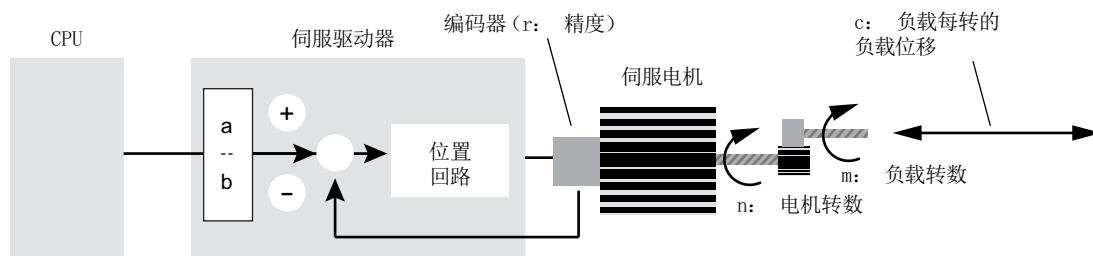 CPU
伺服驱动器
编码器（r： 精度）
伺服电机
c： 负载每转的
负载位移
a
--
b
+
−
位置
回路
n： 电机转数
m： 负载转数